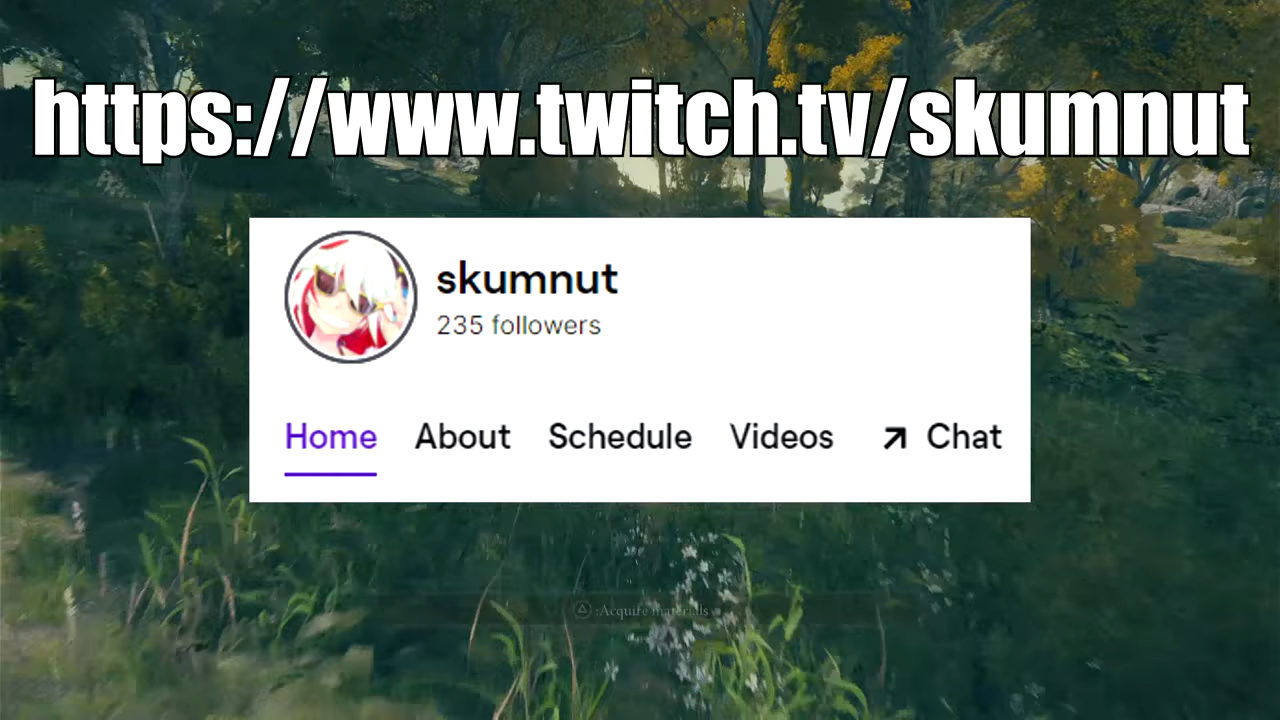 https://www.twitch.tv/skumnut
skumnut
235 followers
Home About Schedule Videos Chat
:Acquire materials